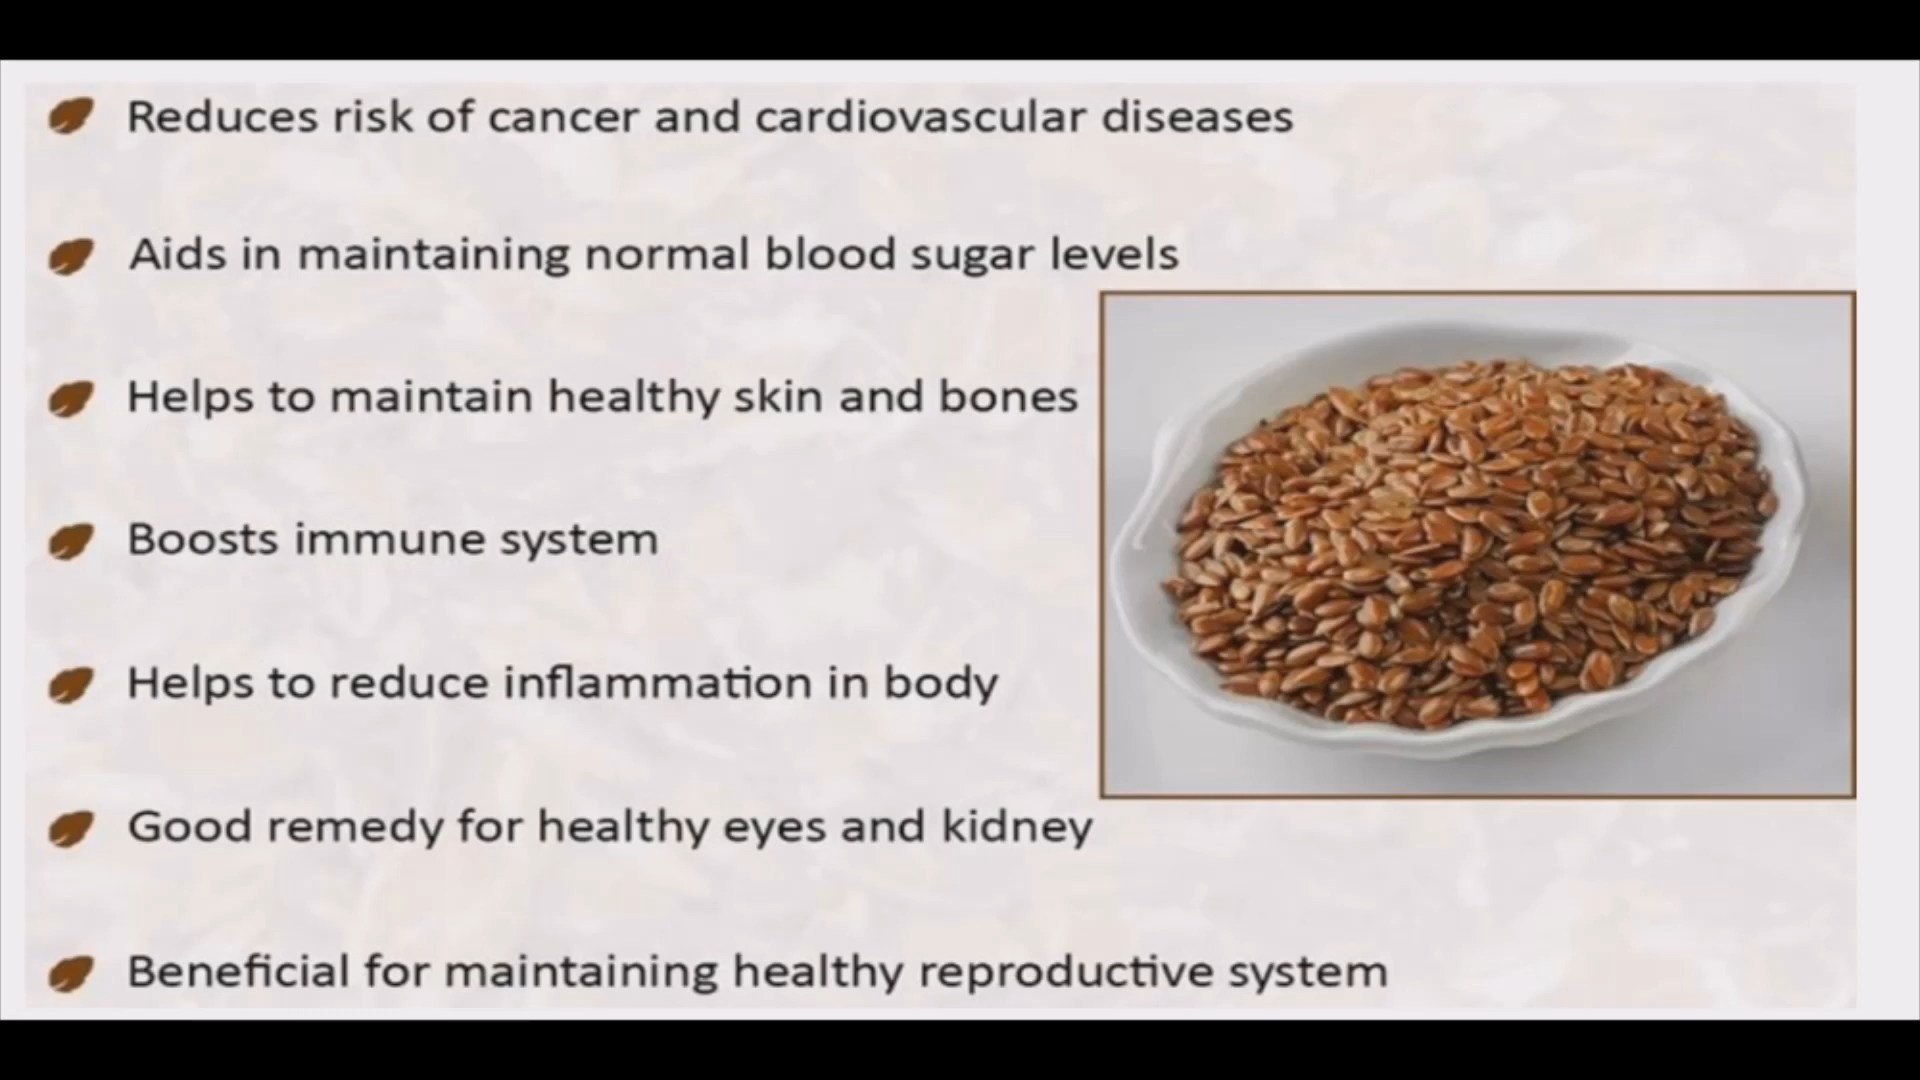 Reduces risk of cancer and cardiovascular diseases
Aids in maintaining normal blood sugar levels
Helps to maintain healthy skin and bones
Boosts immune system
Helps to reduce inflammation in body
Good remedy for healthy eyes and kidney
Beneficial for maintaining healthy reproductive system